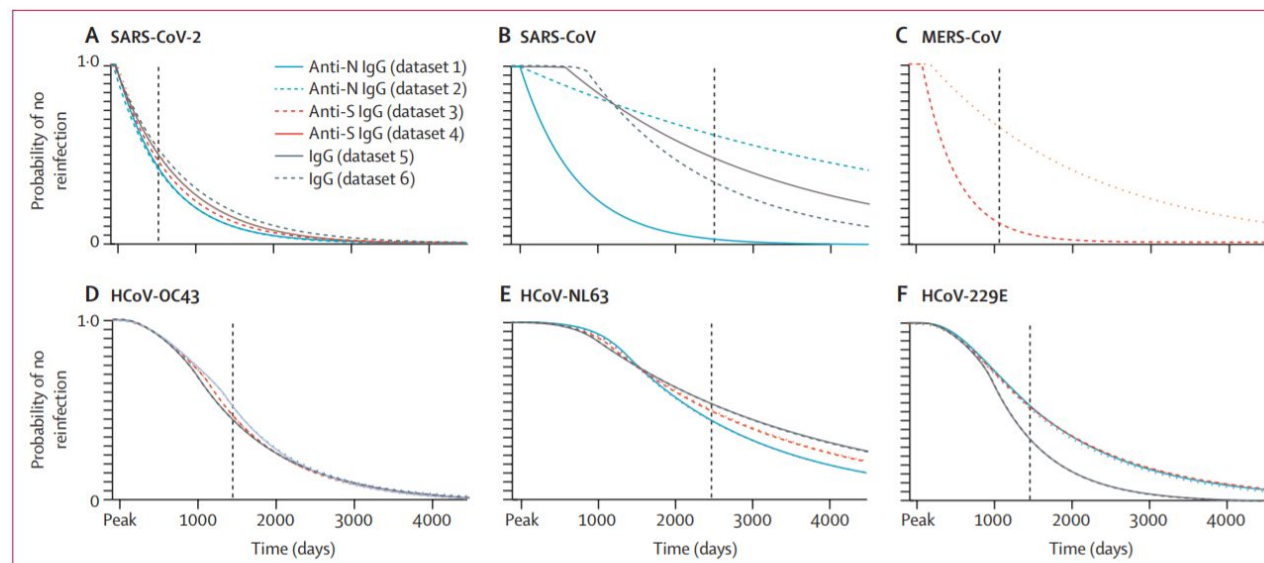 A SARS-CoV-2
B SARS-CoV
C MERS-CoV
1·0
Probability of no
reinfection
0
Anti-N IgG (dataset 1)
Anti-N IgG (dataset 2)
Anti-S IgG (dataset 3)
Anti-S IgG (dataset 4)
IgG (dataset 5)
IgG (dataset 6)
D HCoV-OC43
E HCoV-NL63
F HCoV-229E
1·0
Probability of no
reinfection
0
Peak 1000 2000 3000 4000
Time (days)
Peak 1000 2000 3000 4000
Time (days)
Peak 1000 2000 3000 4000
Time (days)